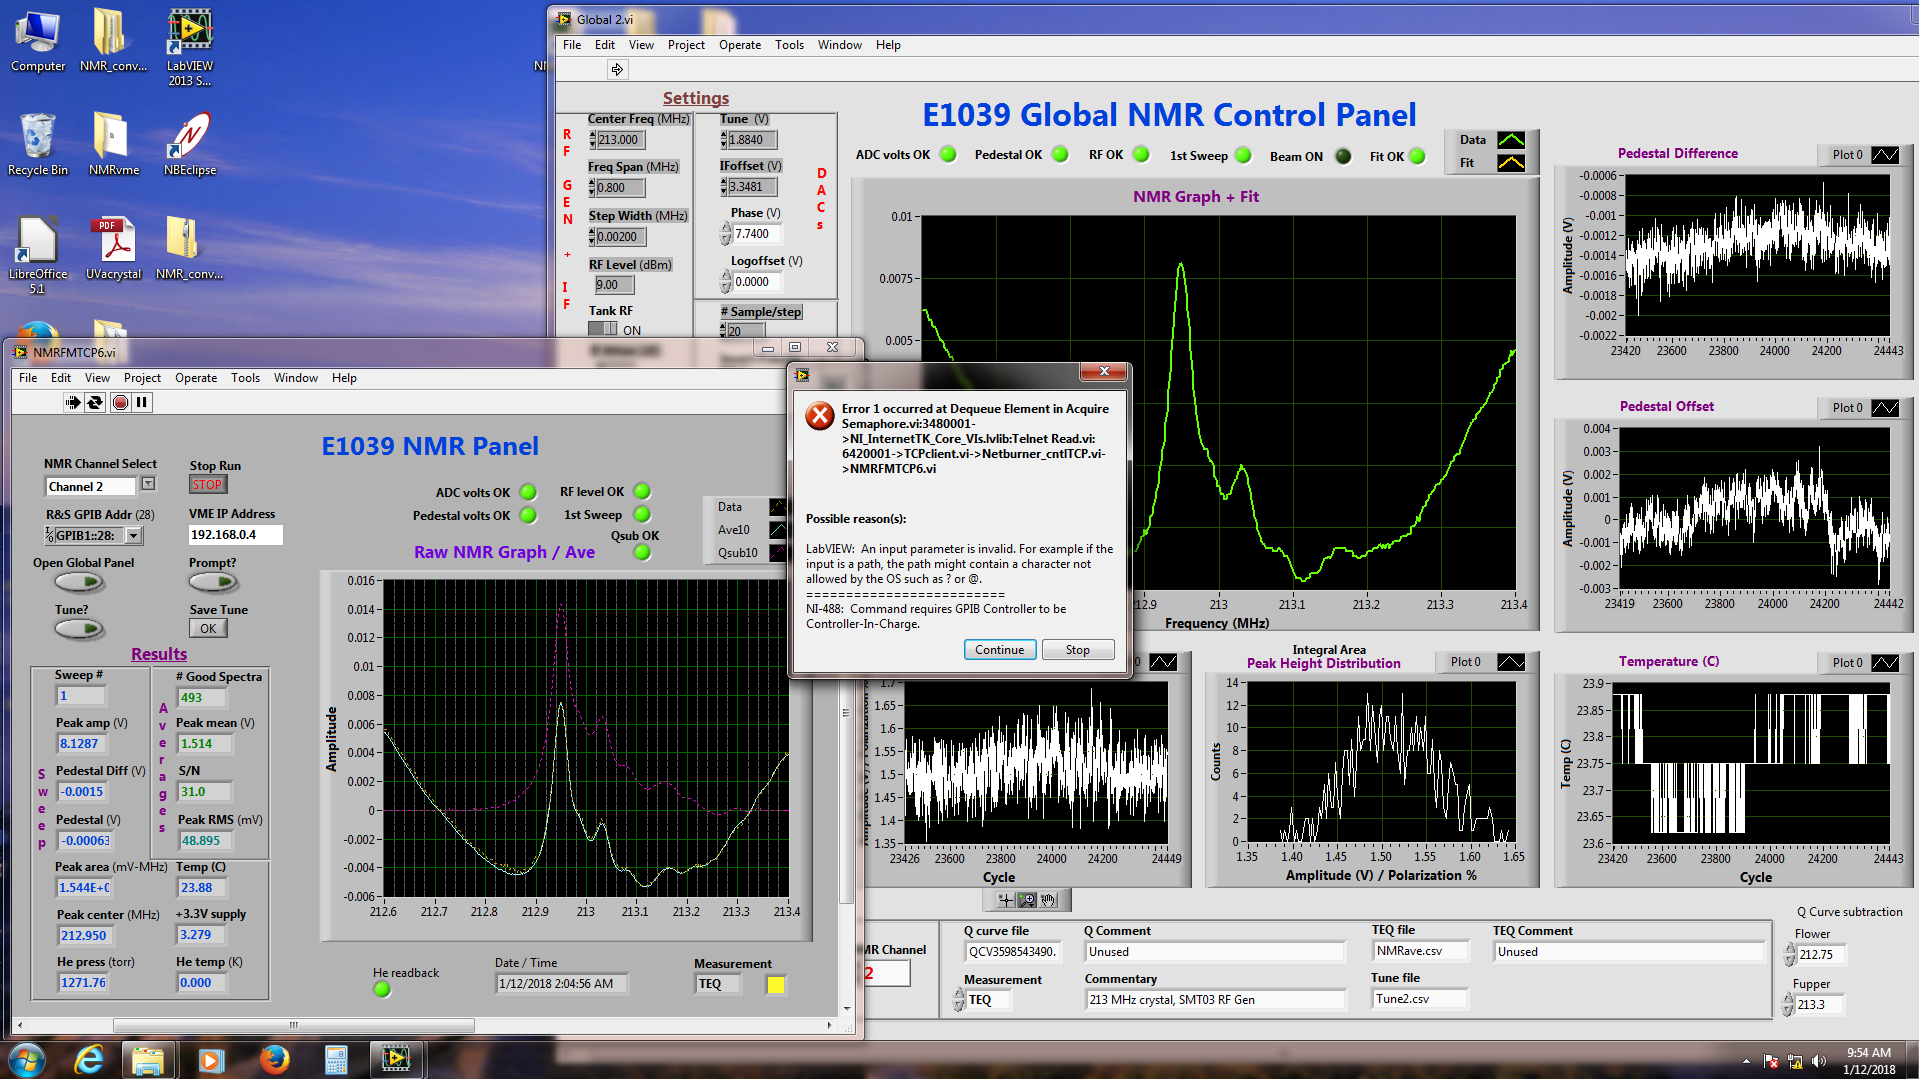 Computer
NMR_conv...
LabVIEW
2013 S...
Recycle Bin
NMRvme
NBEclipse
LibreOffice
5.1
PDF
UVacrystal
NMR_conv...
Global 2.vi
File Edit View Project Operate Tools Window Help
Settings
RF GEN + IF
Center Freq (MHz)
213.000
Freq Span (MHz)
0.800
Step Width (MHz)
0.00200
RF Level (dBm)
9.00
Tank RF
ON
Tune (V)
1.8840
IFoffset (V)
3.3481
Phase (V)
7.7400
Logoffset (V)
0.0000
# Sample/step
20
DACs
E1039 Global NMR Control Panel
ADC volts OK Pedestal OK RF OK 1st Sweep Beam ON Fit OK
Data
Fit
NMR Graph + Fit
0.01
0.0075
0.005
212.9 213 213.1 213.2 213.3 213.4
Frequency (MHz)
Pedestal Difference
Plot 0
Amplitude (V)
-0.0006
-0.0008
-0.001
-0.0012
-0.0014
-0.0016
-0.0018
-0.002
-0.0022
23420 23600 23800 24000 24200 24443
Pedestal Offset
Plot 0
Amplitude (V)
0.004
0.003
0.002
0.001
0
-0.001
-0.002
-0.003
23419 23600 23800 24000 24200 24442
NMRFMTCP6.vi
File Edit View Project Operate Tools Window Help
E1039 NMR Panel
NMR Channel Select
Channel 2
Stop Run
STOP
R&S GPIB Addr (28)
GPIB1::28:
VME IP Address
192.168.0.4
Open Global Panel
Prompt?
Tune?
Save Tune
OK
ADC volts OK RF level OK
Pedestal volts OK 1st Sweep
Qsub OK
Data
Ave10
Qsub10
Raw NMR Graph / Ave
Amplitude
0.016
0.014
0.012
0.01
0.008
0.006
0.004
0.002
0
-0.002
-0.004
-0.006
212.6 212.7 212.8 212.9 213 213.1 213.2 213.3 213.4
Results
Sweep
Averages
Sweep #
1
# Good Spectra
493
Peak amp (V)
8.1287
Peak mean (V)
1.514
Pedestal Diff (V)
-0.0015
S/N
31.0
Pedestal (V)
-0.00063
Peak RMS (mV)
48.895
Peak area (mV-MHz)
1.544E+0
Temp (C)
23.88
Peak center (MHz)
212.950
+3.3V supply
3.279
He press (torr)
1271.76
He temp (K)
0.000
He readback
Date / Time
1/12/2018 2:04:56 AM
Measurement
TEQ
Error 1 occurred at Dequeue Element in Acquire
Semaphore.vi:3480001-
>NI_InternetTK_Core_VIs.lvlib:Telnet Read.vi:
6420001->TCPclient.vi->Netburner_cntlTCP.vi-
>NMRFMTCP6.vi
Possible reason(s):
LabVIEW: An input parameter is invalid. For example if the
input is a path, the path might contain a character not
allowed by the OS such as ? or @.
=========================
NI-488: Command requires GPIB Controller to be
Controller-In-Charge.
Continue Stop
1.7
1.65
1.6
1.55
1.5
1.45
1.4
1.35
23426 23600 24000 24200 24449
Cycle
Integral Area
Peak Height Distribution
Plot 0
Counts
14
12
10
8
6
4
2
0
1.35 1.40 1.45 1.50 1.55 1.60 1.65
Amplitude (V) / Polarization %
Temperature (C)
Plot 0
Temp (C)
23.9
23.85
23.8
23.75
23.7
23.65
23.6
23420 23600 23800 24000 24200 24443
Cycle
MR Channel
2
Q curve file
QCV3598543490.
Q Comment
Unused
TEQ file
NMRave.csv
TEQ Comment
Unused
Measurement
TEQ
Commentary
213 MHz crystal, SMT03 RF Gen
Tune file
Tune2.csv
Q Curve subtraction
Flower
212.75
Fupper
213.3
9:54 AM
1/12/2018